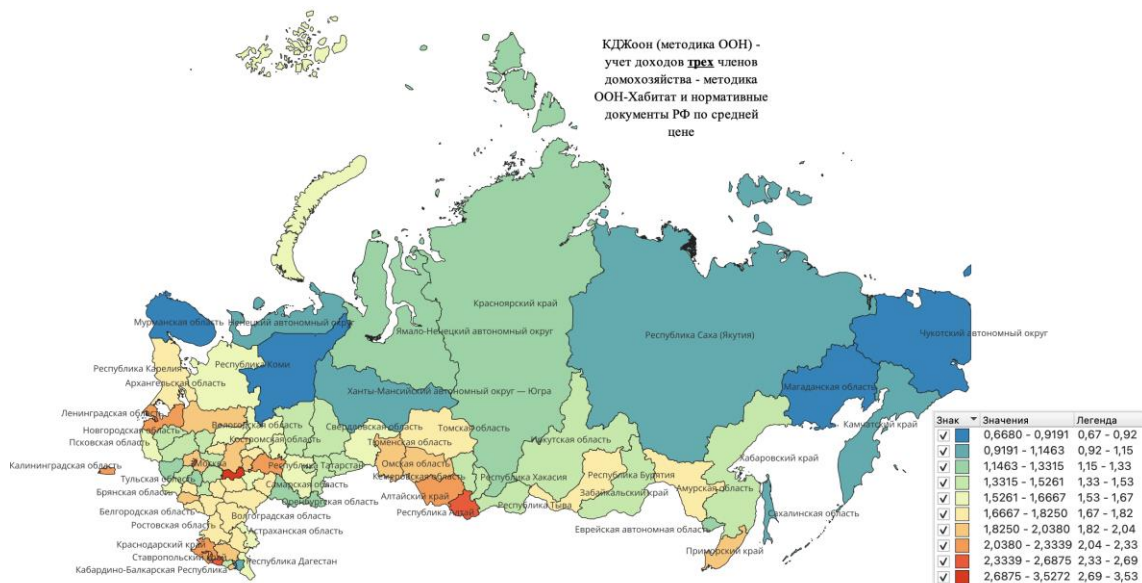 КДЖоон (методика ООН) -
учет доходов трех членов
домохозяйства - методика
ООН-Хабитат и нормативные
документы РФ по средней
цене
Красноярский край
Мурманская область
Ненецкий автономный округ
Ямало-Ненецкий автономный округ
Республика Саха (Якутия)
Чукотский автономный округ
Республика Карелия
Республика Коми
Архангельская область
Ханты-Мансийский автономный округ — Югра
Магаданская область
Камчатский край
Ленинградская область
Новгородская область
Вологодская область
Свердловская область
Томская область
Псковская область
Костромская область
Тюменская область
Иркутская область
Хабаровский край
Калининградская область
Москва
Республика Татарстан
Омская область
Кемеровская область
Республика Хакасия
Республика Бурятия
Тульская область
Самарская область
Амурская область
Брянская область
Оренбургская область
Алтайский край
Забайкальский край
Республика Алтай
Республика Тыва
Сахалинская область
Белгородская область
Волгоградская область
Еврейская автономная область
Ростовская область
Астраханская область
Краснодарский край
Приморский край
Ставропольский край
Республика Дагестан
Кабардино-Балкарская Республика
Знак Значения Легенда
0,6680 - 0,9191 0,67 - 0,92
0,9191 - 1,1463 0,92 - 1,15
1,1463 - 1,3315 1,15 - 1,33
1,3315 - 1,5261 1,33 - 1,53
1,5261 - 1,6667 1,53 - 1,67
1,6667 - 1,8250 1,67 - 1,82
1,8250 - 2,0380 1,82 - 2,04
2,0380 - 2,3339 2,04 - 2,33
2,3339 - 2,6875 2,33 - 2,69
2,6875 - 3,5272 2,69 - 3,53